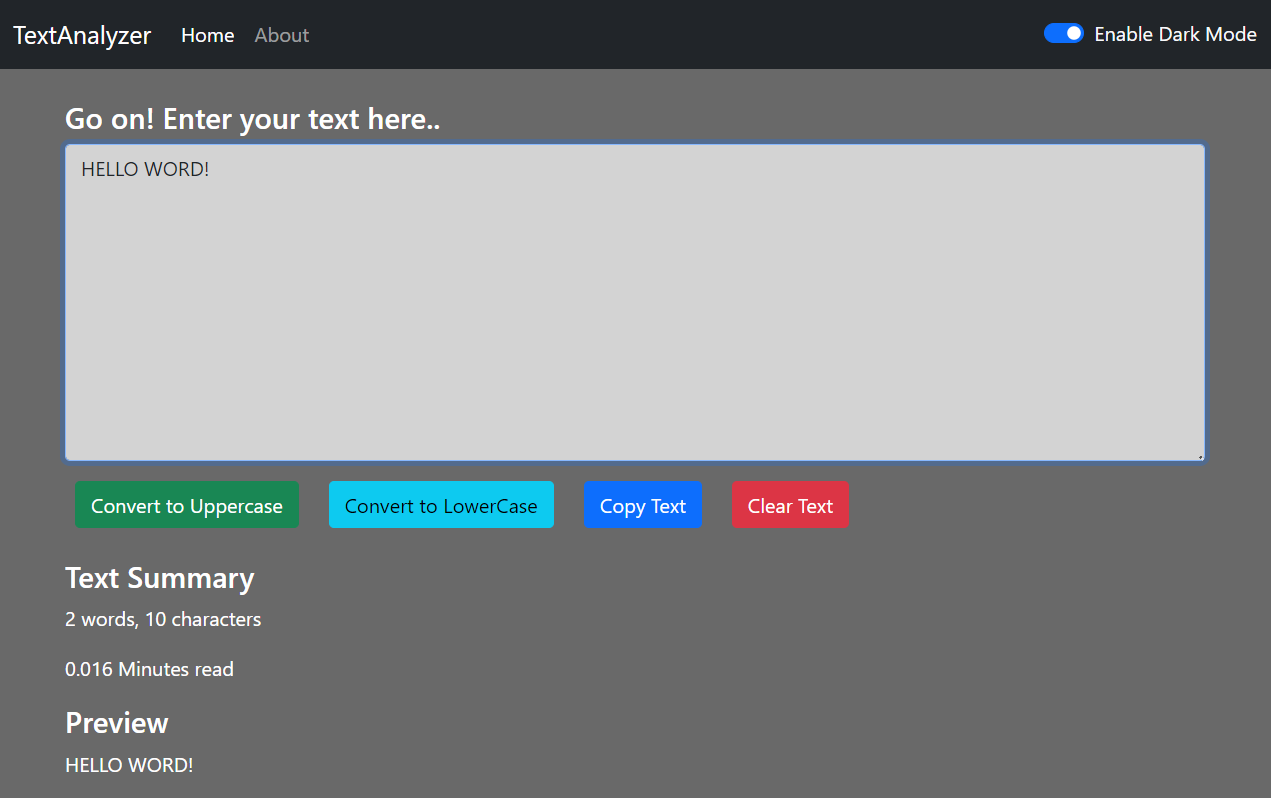 TextAnalyzer Home About Enable Dark Mode
Go on! Enter your text here..
HELLO WORD!
Convert to Uppercase Convert to LowerCase Copy Text Clear Text
Text Summary
2 words, 10 characters
0.016 Minutes read
Preview
HELLO WORD!